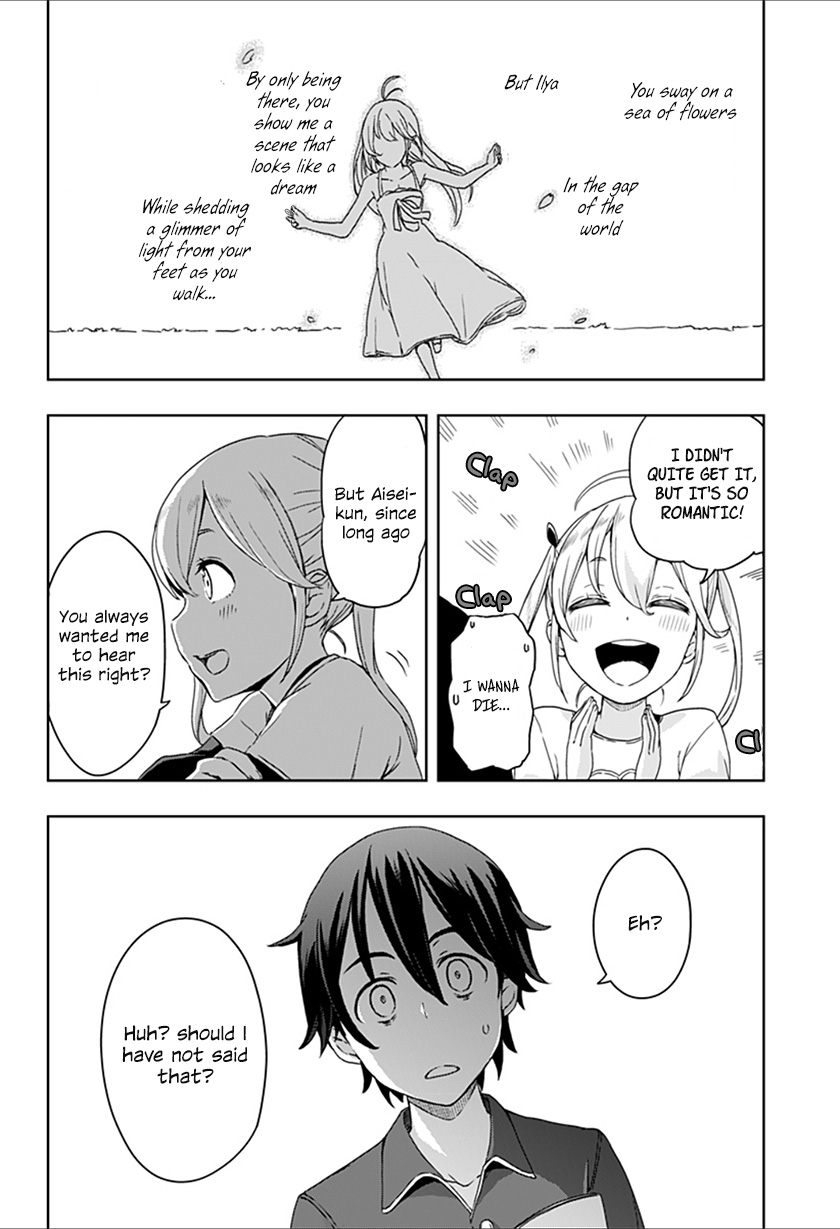 You sway on a
sea of flowers
In the gap
of the
world
But Ilya
By only being
there, you
show me a
scene that
looks like a
dream
While shedding
a glimmer of
light from your
feet as you
walk...
I DIDN'T
QUITE GET IT,
BUT IT'S SO
ROMANTIC!
Clap
Clap
Cl
I WANNA
DIE...
But Aisei-
kun, since
long ago
You always
wanted me
to hear
this right?
Eh?
Huh? should I
have not said
that?